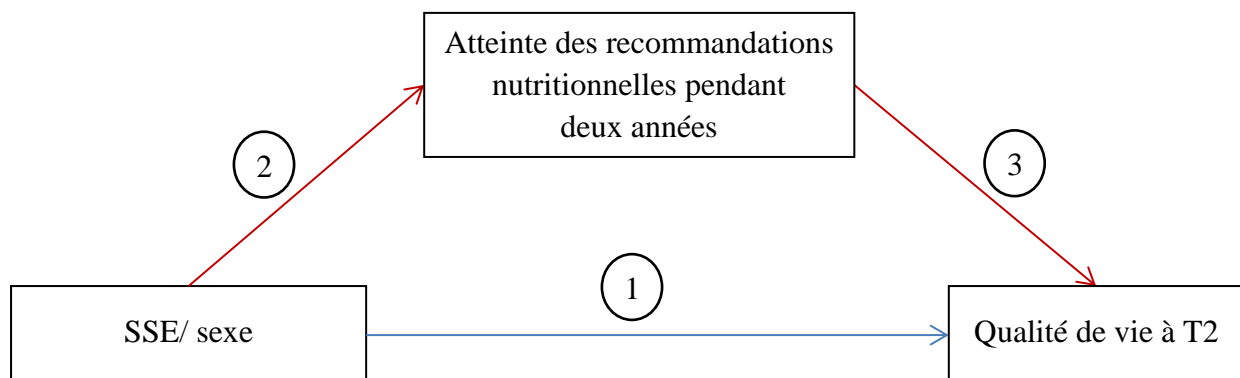 Atteinte des recommandations
nutritionnelles pendant
deux années
2
3
1
SSE/ sexe
Qualité de vie à T2